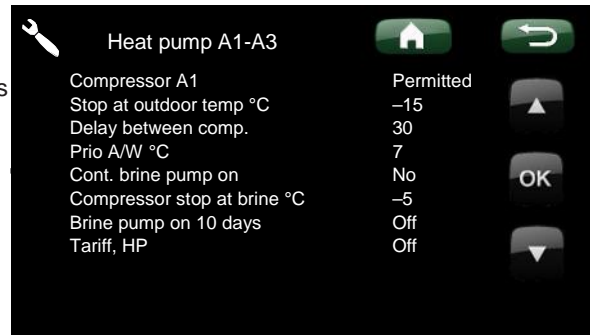 Heat pump A1-A3
s
Compressor A1 Permitted
Stop at outdoor temp °C –15
Delay between comp. 30
Prio A/W °C 7
Cont. brine pump on No
OK
Compressor stop at brine °C –5
Brine pump on 10 days Off
Tariff, HP Off